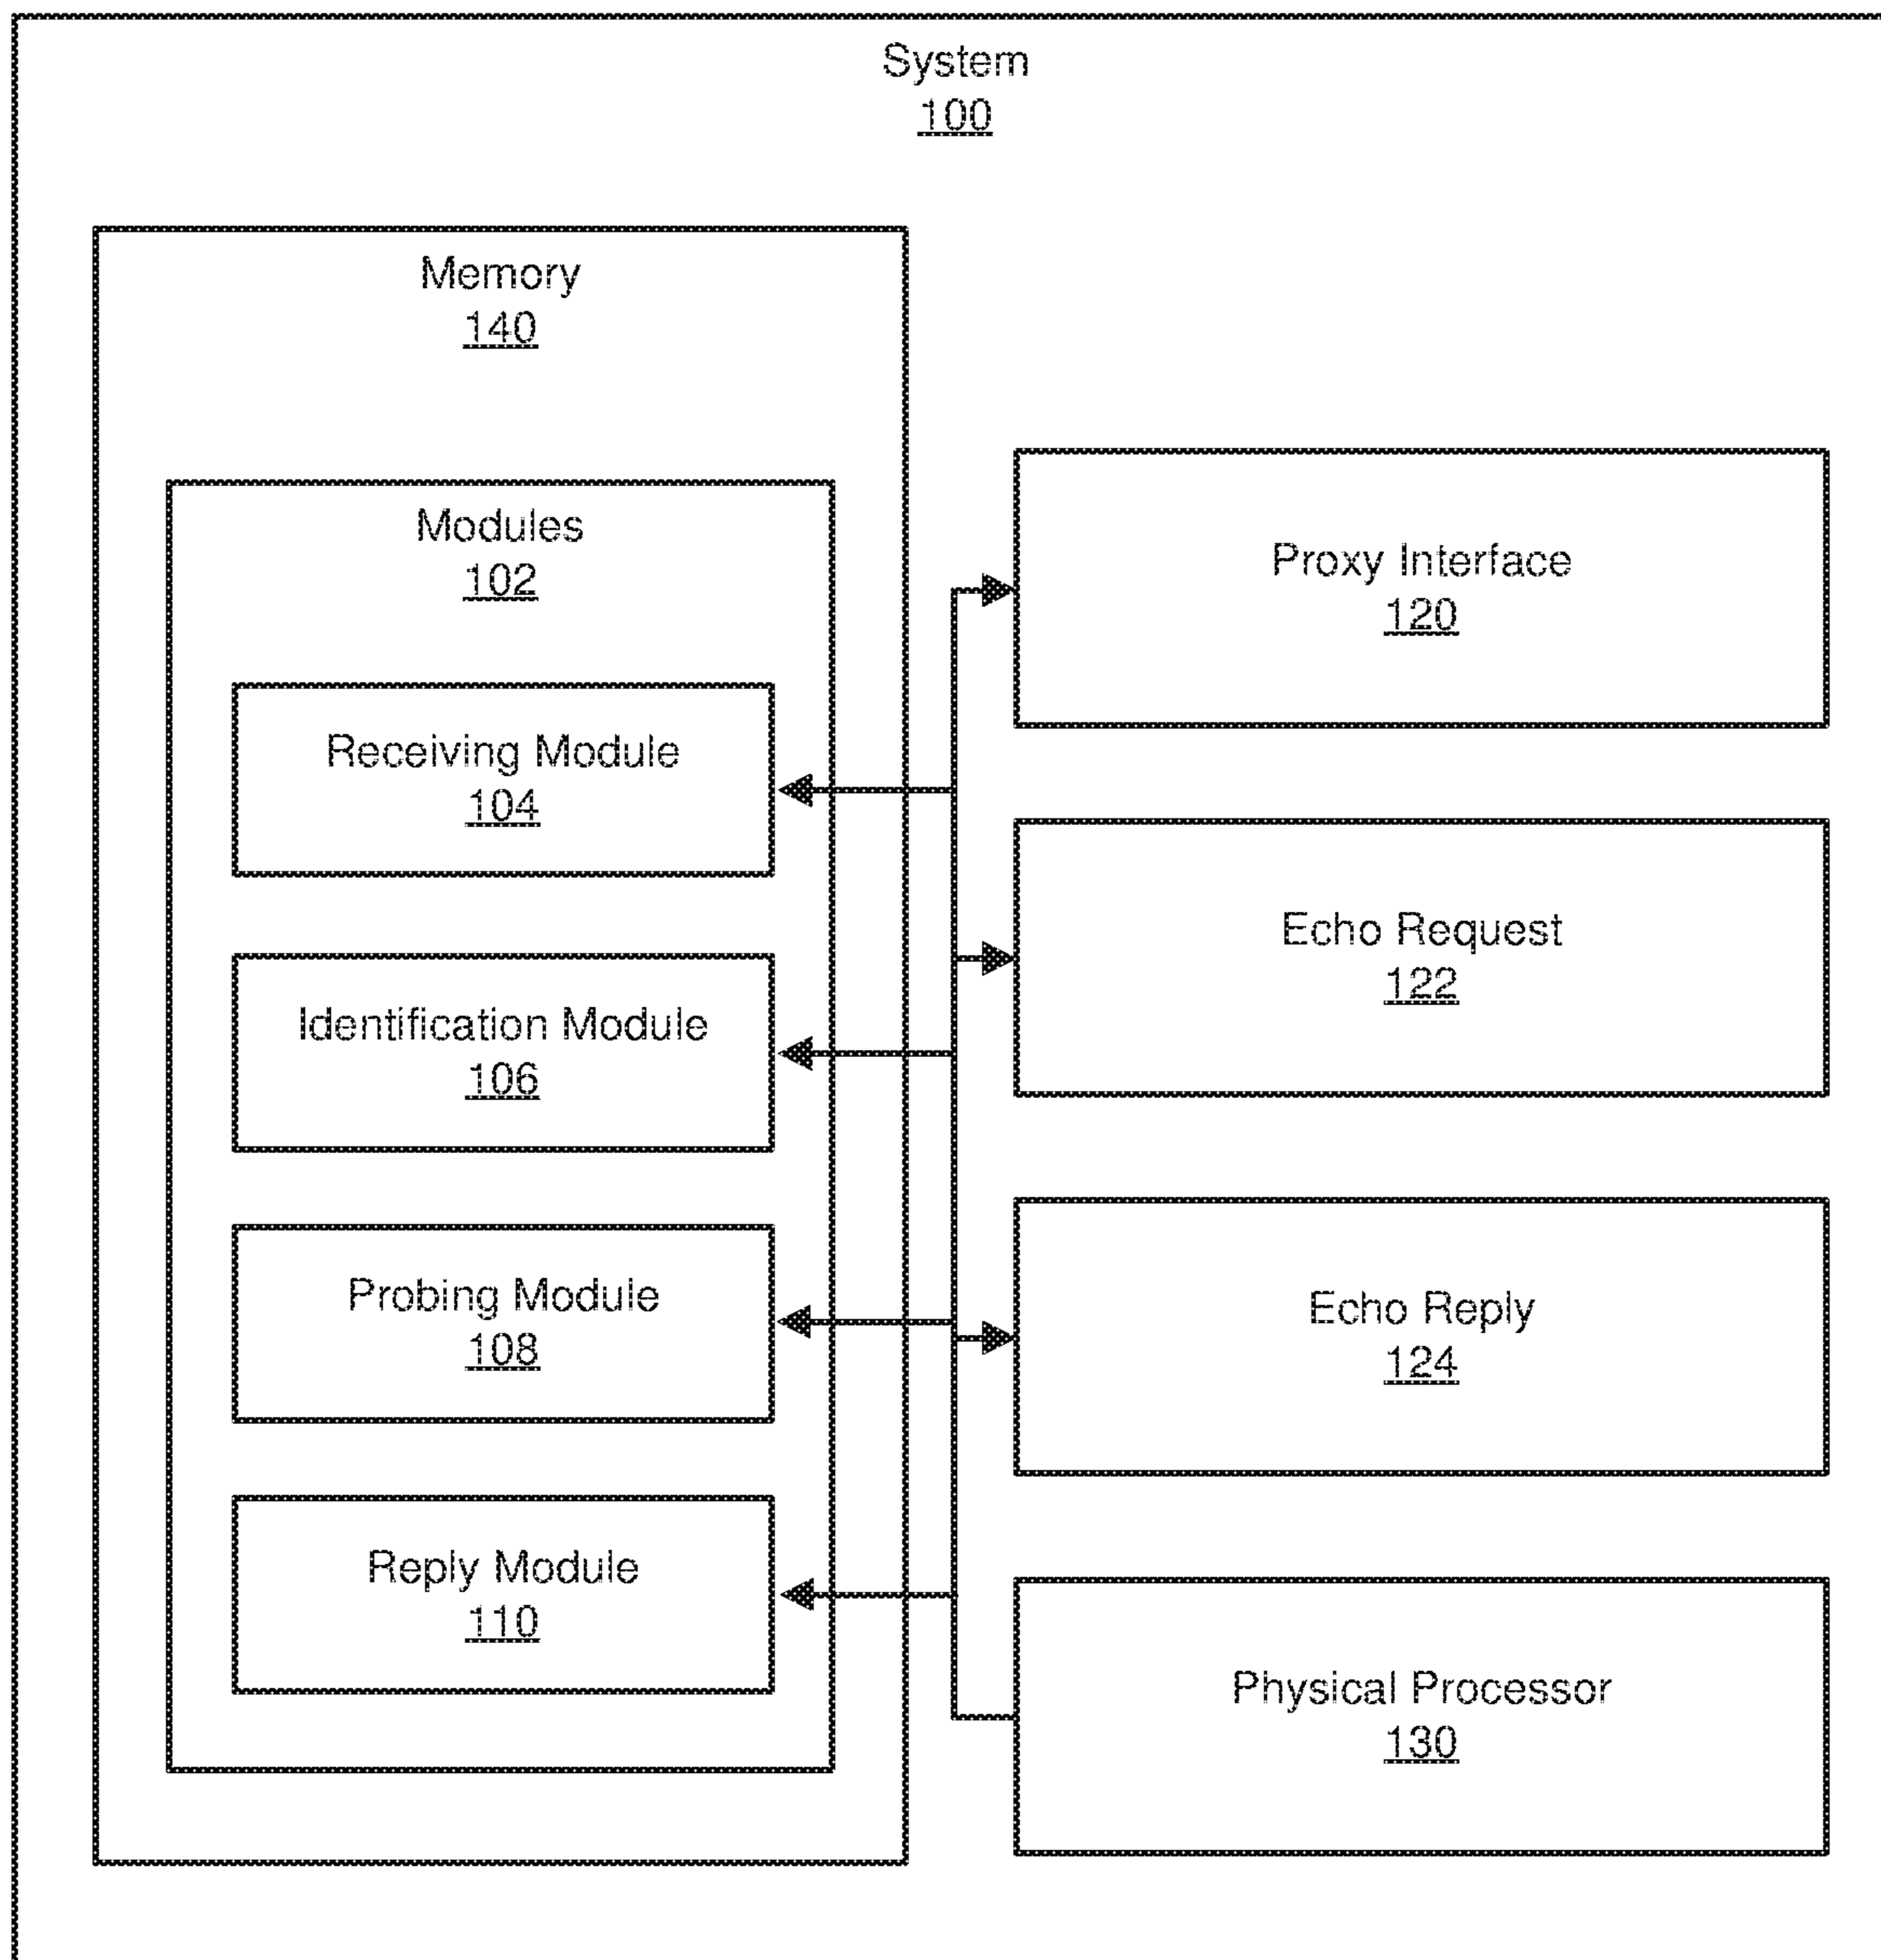 System
100
Memory
140
Modules
102
Receiving Module
104
Identification Module
106
Probing Module
108
Reply Module
110
Proxy Interface
120
Echo Request
122
Echo Reply
124
Physical Processor
130